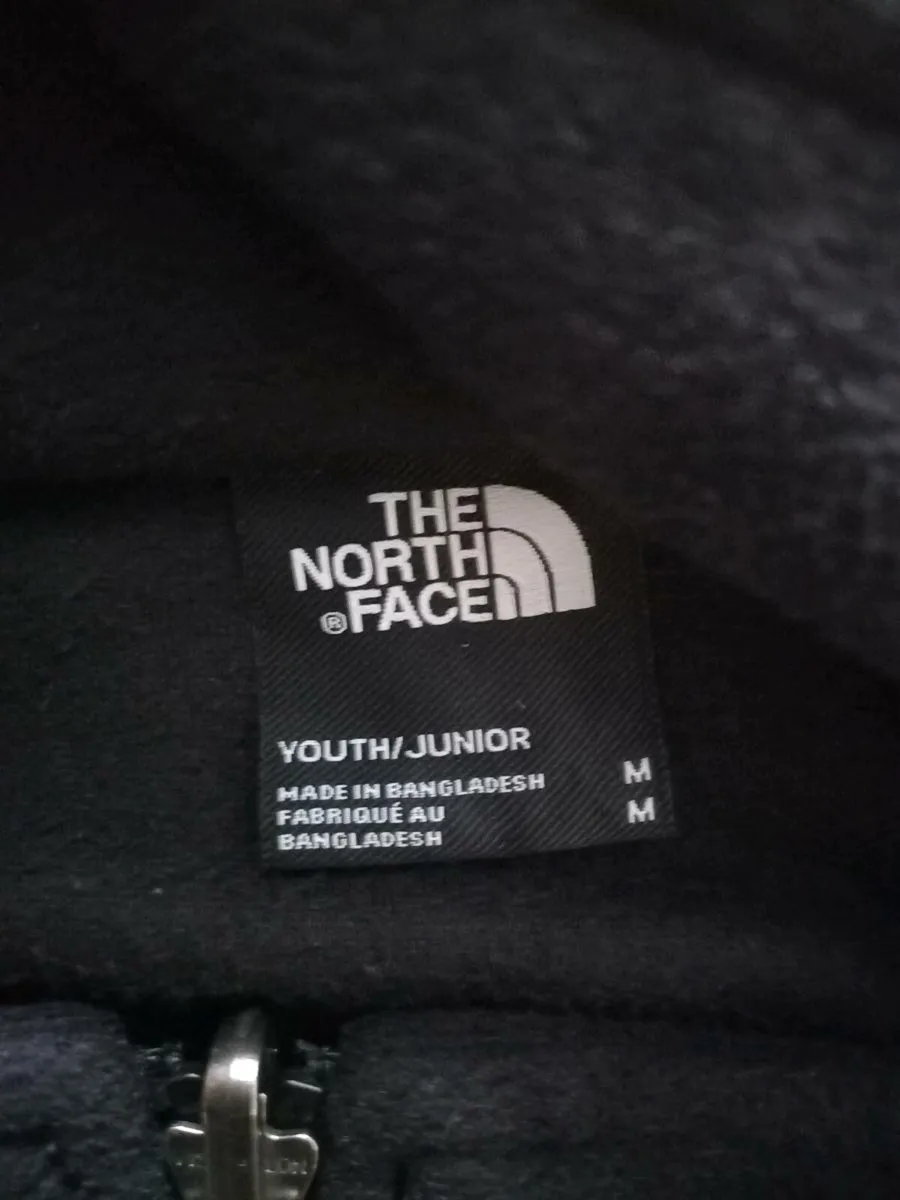 THE
NORTH
®FACE
YOUTH/JUNIOR
MADE IN BANGLADESH M
FABRIQUÉ AU M
BANGLADESH